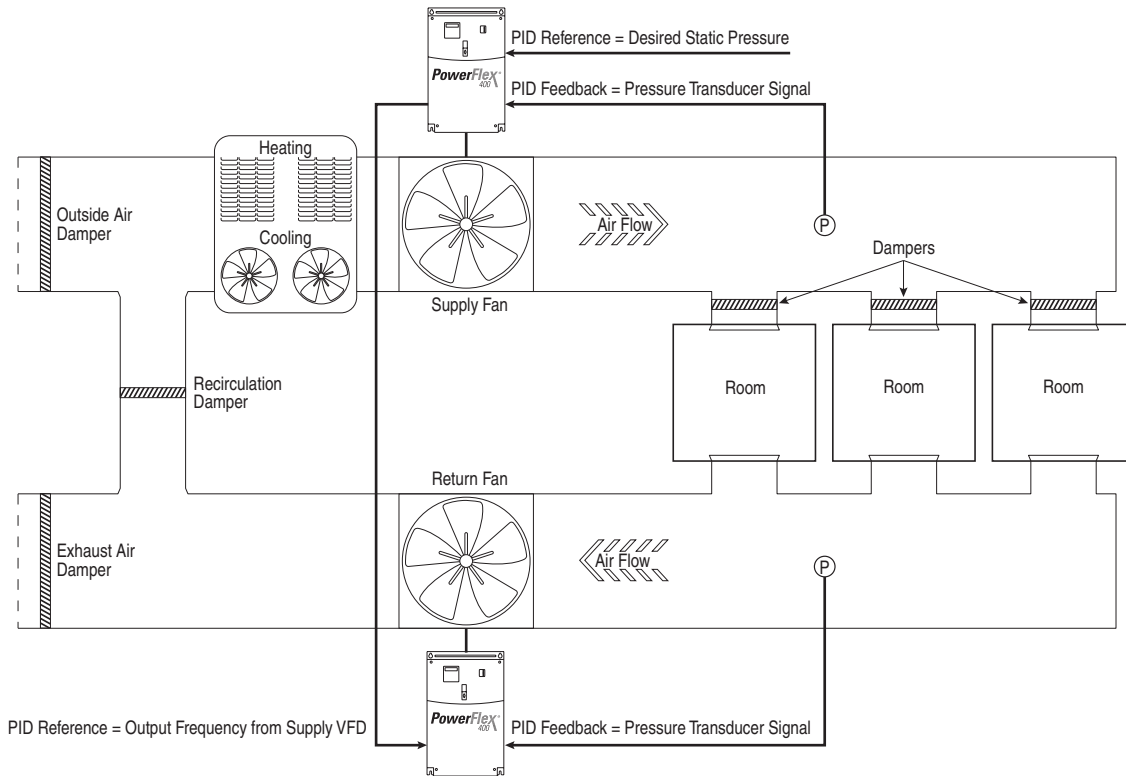 PID Reference = Desired Static Pressure
PowerFlex®
400
PID Feedback = Pressure Transducer Signal
Heating
Outside Air
Damper
Cooling
Air Flow
P
Dampers
Supply Fan
Recirculation
Damper
Room
Room
Room
Return Fan
Exhaust Air
Damper
Air Flow
P
PID Reference = Output Frequency from Supply VFD
PowerFlex®
400
PID Feedback = Pressure Transducer Signal